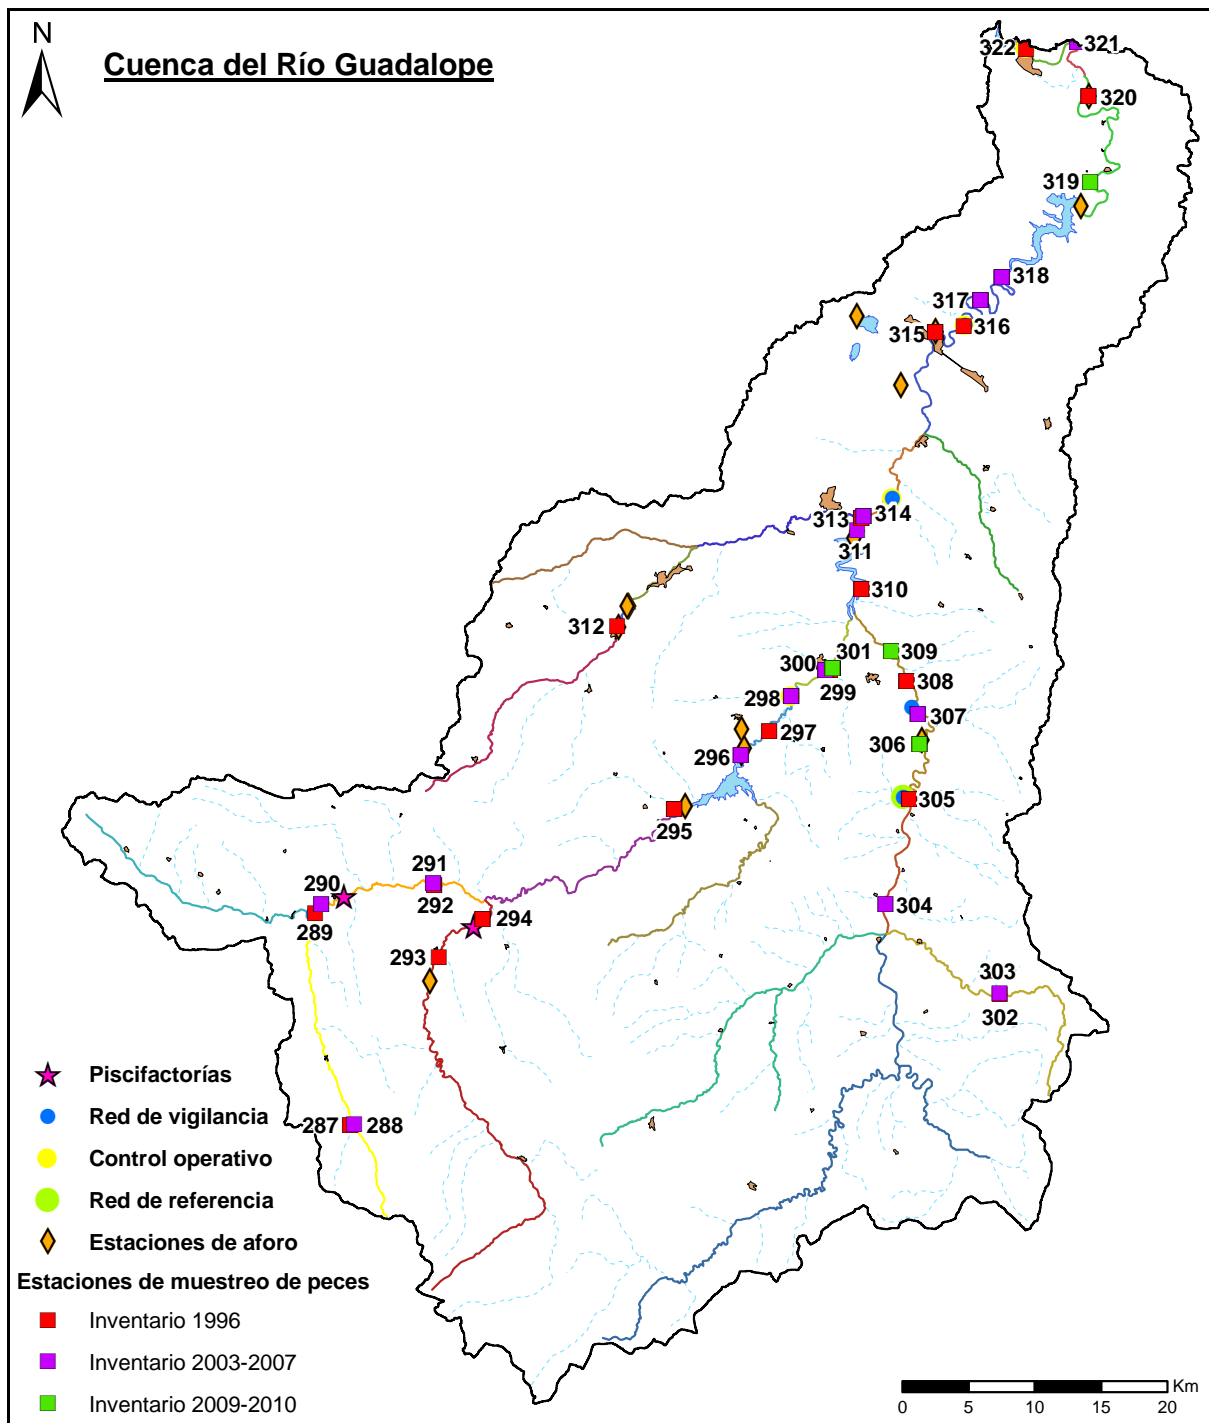 N
Cuenca del Río Guadalope
322
321
320
319
318
317
316
315
314
313
311
310
312
309
301
300
299
308
298
307
297
306
296
305
295
291
290
292
304
294
289
293
303
302
287
288
Piscifactorías
Red de vigilancia
Control operativo
Red de referencia
Estaciones de aforo
Estaciones de muestreo de peces
Inventario 1996
Inventario 2003-2007
Inventario 2009-2010
Km
0 5 10 15 20